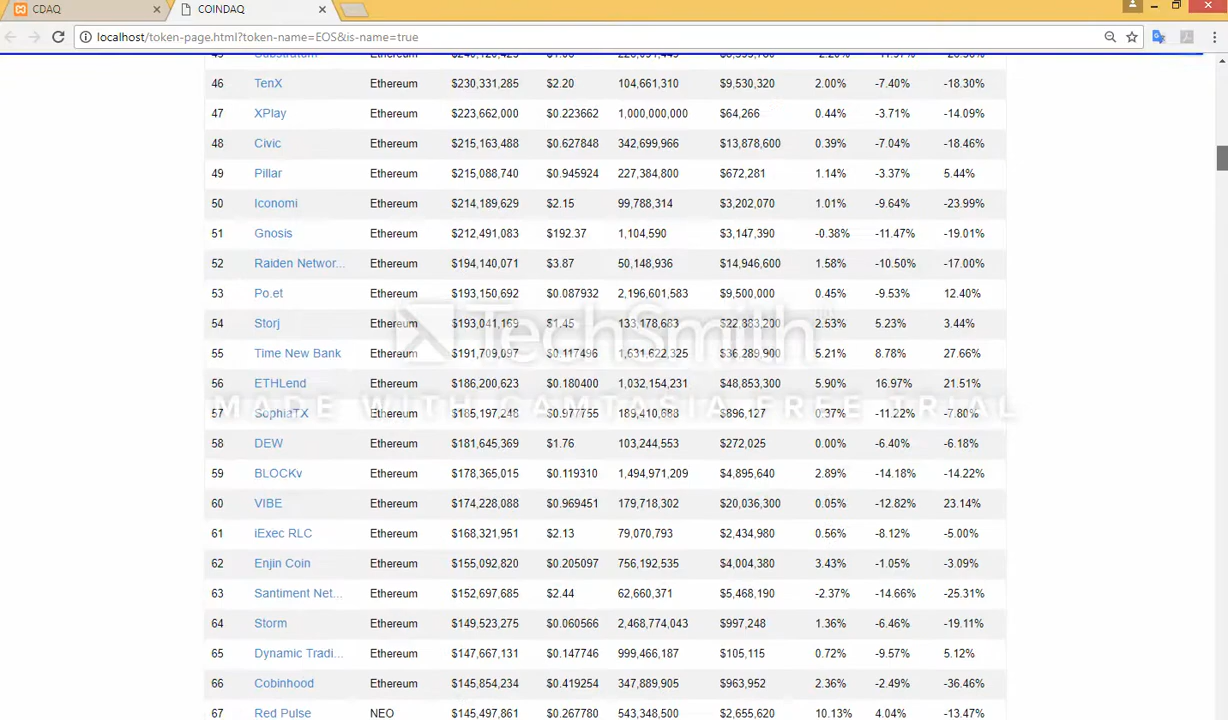 CDAQ
COINDAQ
localhost/token-page.html?token-name=EOS&is-name=true
46 TenX Ethereum $230,331,285 $2.20 104,661,310 $9,530,320 2.00% -7.40% -18.30%
47 XPlay Ethereum $223,662,000 $0.223662 1,000,000,000 $64,266 0.44% -3.71% -14.09%
48 Civic Ethereum $215,163,488 $0.627848 342,699,966 $13,878,600 0.39% -7.04% -18.46%
49 Pillar Ethereum $215,088,740 $0.945924 227,384,800 $672,281 1.14% -3.37% 5.44%
50 Iconomi Ethereum $214,189,629 $2.15 99,788,314 $3,202,070 1.01% -9.64% -23.99%
51 Gnosis Ethereum $212,491,083 $192.37 1,104,590 $3,147,390 -0.38% -11.47% -19.01%
52 Raiden Networ... Ethereum $194,140,071 $3.87 50,148,936 $14,946,600 1.58% -10.50% -17.00%
53 Po.et Ethereum $193,150,692 $0.087932 2,196,601,583 $9,500,000 0.45% -9.53% 12.40%
54 Storj Ethereum $193,041,169 $1.45 133,178,683 $22,883,200 2.53% 5.23% 3.44%
TechSmith
55 Time New Bank Ethereum $191,709,097 $0.117496 1,631,622,325 $36,289,900 5.21% 8.78% 27.66%
56 ETHLend Ethereum $186,200,623 $0.180400 1,032,154,231 $48,853,300 5.90% 16.97% 21.51%
MADE WITH CAMTASIA FREE TRIAL
57 SophiaTX Ethereum $185,197,248 $0.977755 189,410,688 $896,127 0.37% -11.22% -7.80%
58 DEW Ethereum $181,645,369 $1.76 103,244,553 $272,025 0.00% -6.40% -6.18%
59 BLOCKv Ethereum $178,365,015 $0.119310 1,494,971,209 $4,895,640 2.89% -14.18% -14.22%
60 VIBE Ethereum $174,228,088 $0.969451 179,718,302 $20,036,300 0.05% -12.82% 23.14%
61 iExec RLC Ethereum $168,321,951 $2.13 79,070,793 $2,434,980 0.56% -8.12% -5.00%
62 Enjin Coin Ethereum $155,092,820 $0.205097 756,192,535 $4,004,380 3.43% -1.05% -3.09%
63 Santiment Net... Ethereum $152,697,685 $2.44 62,660,371 $5,468,190 -2.37% -14.66% -25.31%
64 Storm Ethereum $149,523,275 $0.060566 2,468,774,043 $997,248 1.36% -6.46% -19.11%
65 Dynamic Tradi... Ethereum $147,667,131 $0.147746 999,466,187 $105,115 0.72% -9.57% 5.12%
66 Cobinhood Ethereum $145,854,234 $0.419254 347,889,905 $963,952 2.36% -2.49% -36.46%
67 Red Pulse NEO $145,497,861 $0.267780 543,348,500 $2,655,620 10.13% 4.04% -13.47%